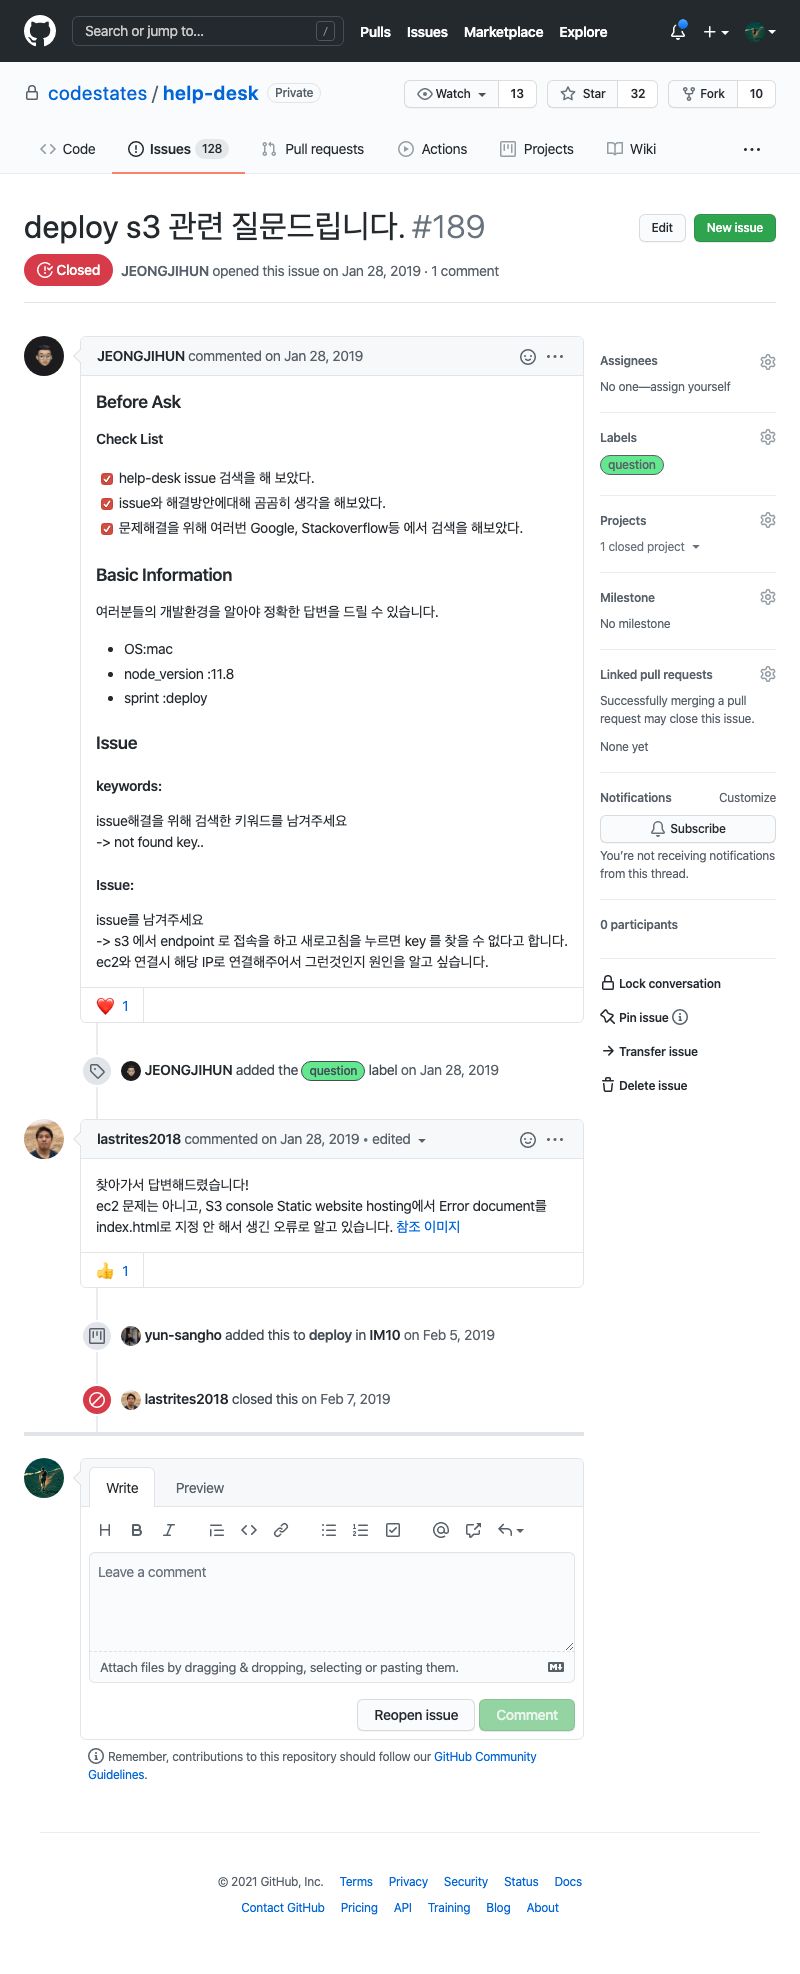 Search or jump to... /
Pulls Issues Marketplace Explore
codestates / help-desk Private
Watch 13 Star 32 Fork 10
Code Issues 128 Pull requests Actions Projects Wiki
deploy s3 관련 질문드립니다. #189
Edit New issue
Closed JEONGJIHUN opened this issue on Jan 28, 2019 · 1 comment
JEONGJIHUN commented on Jan 28, 2019
Before Ask
Check List
help-desk issue 검색을 해 보았다.
issue와 해결방안에대해 곰곰히 생각을 해보았다.
문제해결을 위해 여러번 Google, Stackoverflow등 에서 검색을 해보았다.
Basic Information
여러분들의 개발환경을 알아야 정확한 답변을 드릴 수 있습니다.
• OS:mac
• node_version :11.8
• sprint :deploy
Issue
keywords:
issue해결을 위해 검색한 키워드를 남겨주세요
-> not found key..
Issue:
issue를 남겨주세요
-> s3 에서 endpoint 로 접속을 하고 새로고침을 누르면 key 를 찾을 수 없다고 합니다.
ec2와 연결시 해당 IP로 연결해주어서 그런것인지 원인을 알고 싶습니다.
❤️ 1
JEONGJIHUN added the question label on Jan 28, 2019
lastrites2018 commented on Jan 28, 2019 • edited
찾아가서 답변해드렸습니다!
ec2 문제는 아니고, S3 console Static website hosting에서 Error document를
index.html로 지정 안 해서 생긴 오류로 알고 있습니다. 참조 이미지
👍 1
yun-sangho added this to deploy in IM10 on Feb 5, 2019
lastrites2018 closed this on Feb 7, 2019
Assignees
No one—assign yourself
Labels
question
Projects
1 closed project
Milestone
No milestone
Linked pull requests
Successfully merging a pull
request may close this issue.
None yet
Notifications Customize
Subscribe
You're not receiving notifications
from this thread.
0 participants
Lock conversation
Pin issue
Transfer issue
Delete issue
Write Preview
H B I
Leave a comment
Attach files by dragging & dropping, selecting or pasting them.
Reopen issue Comment
Remember, contributions to this repository should follow our GitHub Community
Guidelines.
© 2021 GitHub, Inc. Terms Privacy Security Status Docs
Contact GitHub Pricing API Training Blog About